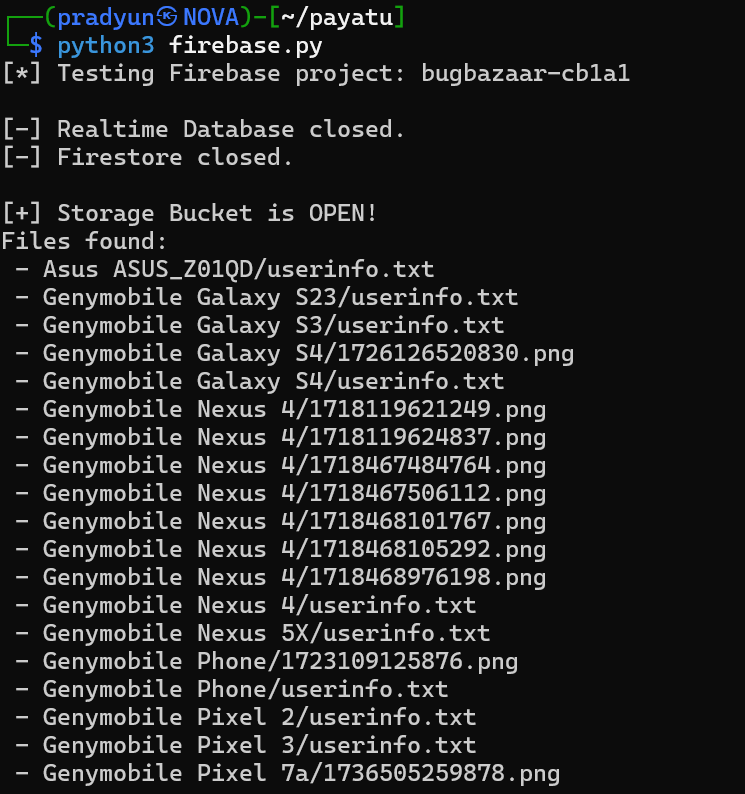 ┌──(pradyun㉿NOVA)-[~/payatu]
└─$ python3 firebase.py
[*] Testing Firebase project: bugbazaar-cb1a1
[-] Realtime Database closed.
[-] Firestore closed.
[+] Storage Bucket is OPEN!
Files found:
 - Asus ASUS_Z01QD/userinfo.txt
 - Genymobile Galaxy S23/userinfo.txt
 - Genymobile Galaxy S3/userinfo.txt
 - Genymobile Galaxy S4/1726126520830.png
 - Genymobile Galaxy S4/userinfo.txt
 - Genymobile Nexus 4/1718119621249.png
 - Genymobile Nexus 4/1718119624837.png
 - Genymobile Nexus 4/1718467484764.png
 - Genymobile Nexus 4/1718467506112.png
 - Genymobile Nexus 4/1718468101767.png
 - Genymobile Nexus 4/1718468105292.png
 - Genymobile Nexus 4/1718468976198.png
 - Genymobile Nexus 4/userinfo.txt
 - Genymobile Nexus 5X/userinfo.txt
 - Genymobile Phone/1723109125876.png
 - Genymobile Phone/userinfo.txt
 - Genymobile Pixel 2/userinfo.txt
 - Genymobile Pixel 3/userinfo.txt
 - Genymobile Pixel 7a/1736505259878.png